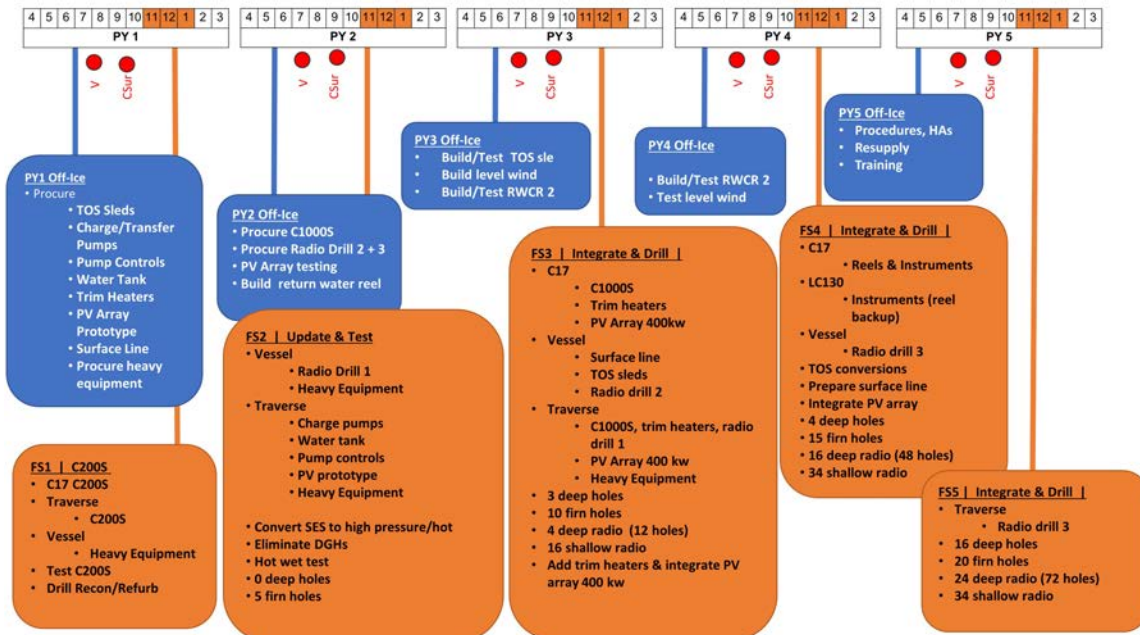 4 5 6 7 8 9 10 11 12 1 2 3
PY 1
V
CSur
4 5 6 7 8 9 10 11 12 1 2 3
PY 2
V
CSur
4 5 6 7 8 9 10 11 12 1 2 3
PY 3
V
CSur
4 5 6 7 8 9 10 11 12 1 2 3
PY 4
V
CSur
4 5 6 7 8 9 10 11 12 1 2 3
PY 5
V
CSur
PY1 Off-Ice
• Procure
• TOS Sleds
• Charge/Transfer
Pumps
• Pump Controls
• Water Tank
• Trim Heaters
• PV Array
Prototype
• Surface Line
• Procure heavy
equipment
FS1 | C200S
• C17 C200S
• Traverse
• C200S
• Vessel
• Heavy Equipment
• Test C200S
• Drill Recon/Refurb
PY2 Off-Ice
• Procure C1000S
• Procure Radio Drill 2 + 3
• PV Array testing
• Build return water reel
FS2 | Update & Test
• Vessel
• Radio Drill 1
• Heavy Equipment
• Traverse
• Charge pumps
• Water tank
• Pump controls
• PV prototype
• Heavy Equipment
• Convert SES to high pressure/hot
• Eliminate DGHs
• Hot wet test
• 0 deep holes
• 5 firn holes
PY3 Off-Ice
• Build/Test TOS sle
• Build level wind
• Build/Test RWCR 2
FS3 | Integrate & Drill |
• C17
• C1000S
• Trim heaters
• PV Array 400kw
• Vessel
• Surface line
• TOS sleds
• Radio drill 2
• Traverse
• C1000S, trim heaters, radio
drill 1
• PV Array 400 kw
• Heavy Equipment
• 3 deep holes
• 10 firn holes
• 4 deep radio (12 holes)
• 16 shallow radio
• Add trim heaters & integrate PV
array 400 kw
PY4 Off-Ice
• Build/Test RWCR 2
• Test level wind
FS4 | Integrate & Drill |
• C17
• Reels & Instruments
• LC130
• Instruments (reel
backup)
• Vessel
• Radio drill 3
• TOS conversions
• Prepare surface line
• Integrate PV array
• 4 deep holes
• 15 firn holes
• 16 deep radio (48 holes)
• 34 shallow radio
PY5 Off-Ice
• Procedures, HAs
• Resupply
• Training
FS5 | Integrate & Drill |
• Traverse
• Radio drill 3
• 16 deep holes
• 20 firn holes
• 24 deep radio (72 holes)
• 34 shallow radio